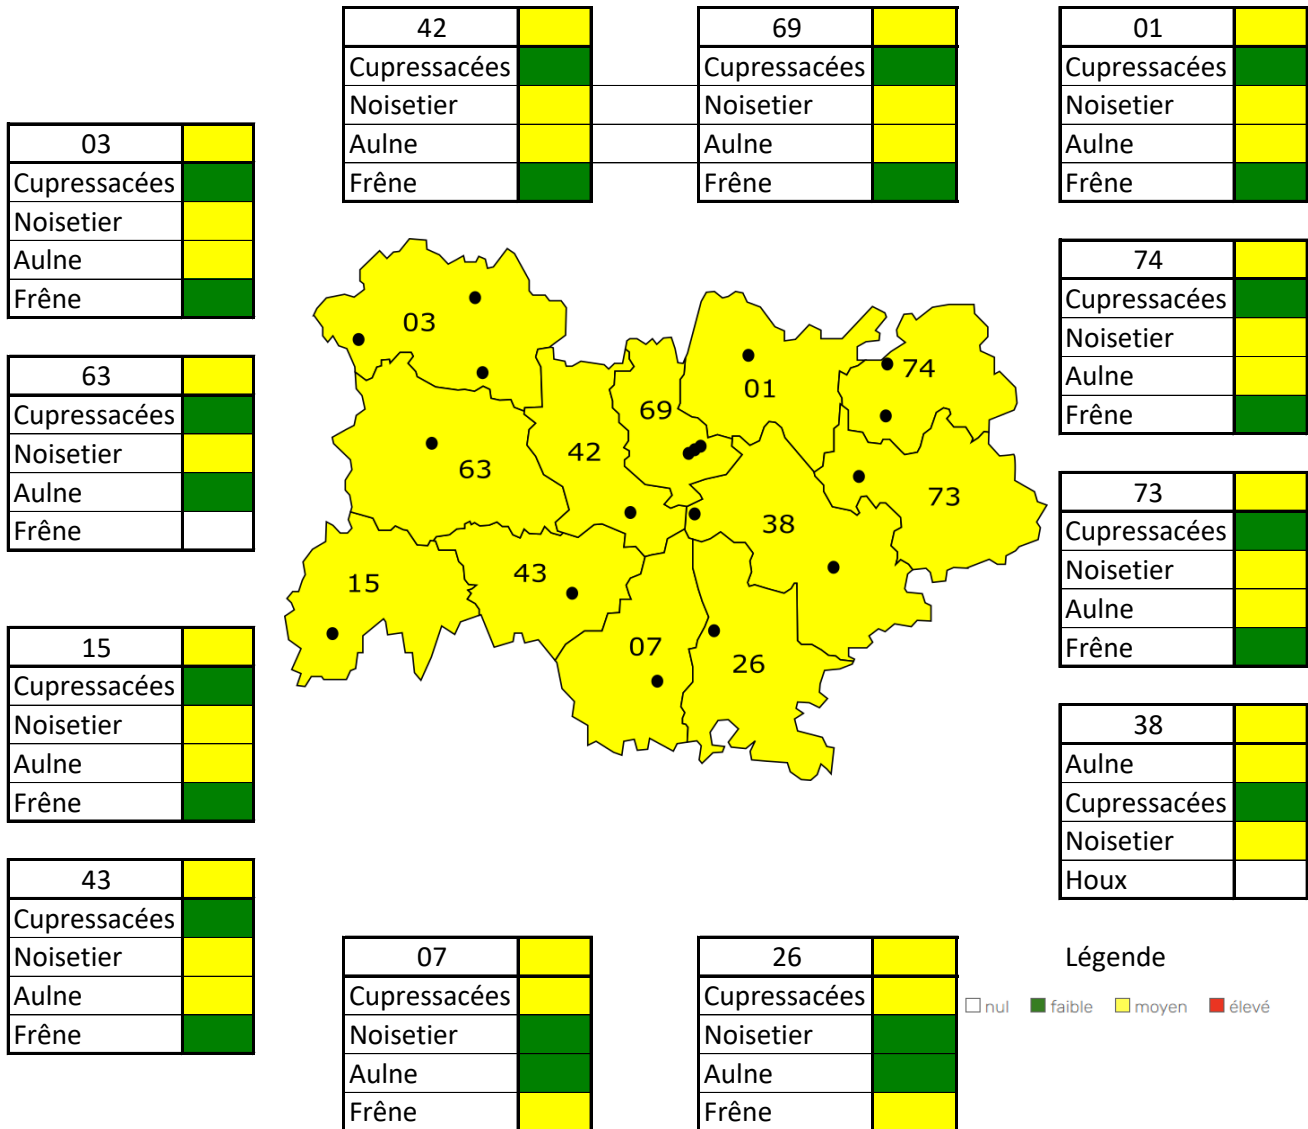 42
Cupressacées
Noisetier
Aulne
Frêne
69
Cupressacées
Noisetier
Aulne
Frêne
01
Cupressacées
Noisetier
Aulne
Frêne
03
Cupressacées
Noisetier
Aulne
Frêne
74
Cupressacées
Noisetier
Aulne
Frêne
63
Cupressacées
Noisetier
Aulne
Frêne
03
69
01
74
42
63
73
38
43
15
07
26
73
Cupressacées
Noisetier
Aulne
Frêne
15
Cupressacées
Noisetier
Aulne
Frêne
38
Aulne
Cupressacées
Noisetier
Houx
43
Cupressacées
Noisetier
Aulne
Frêne
07
Cupressacées
Noisetier
Aulne
Frêne
26
Cupressacées
Noisetier
Aulne
Frêne
Légende
nul faible moyen élevé